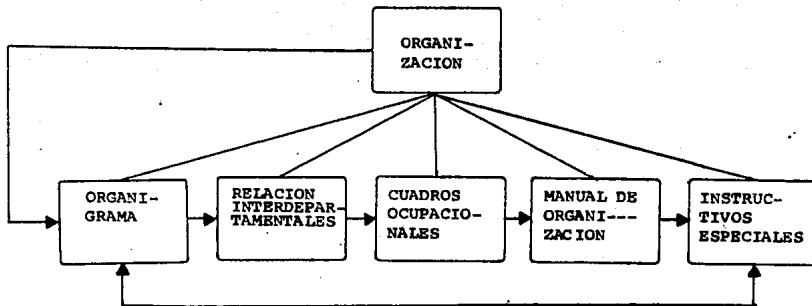 ORGANI-
ZACION
ORGANI-
GRAMA
RELACION
INTERDEPAR-
TAMENTALES
CUADROS
OCUPACIO-
NALES
MANUAL DE
ORGANI---
ZACION
INSTRUC-
TIVOS
ESPECIALES